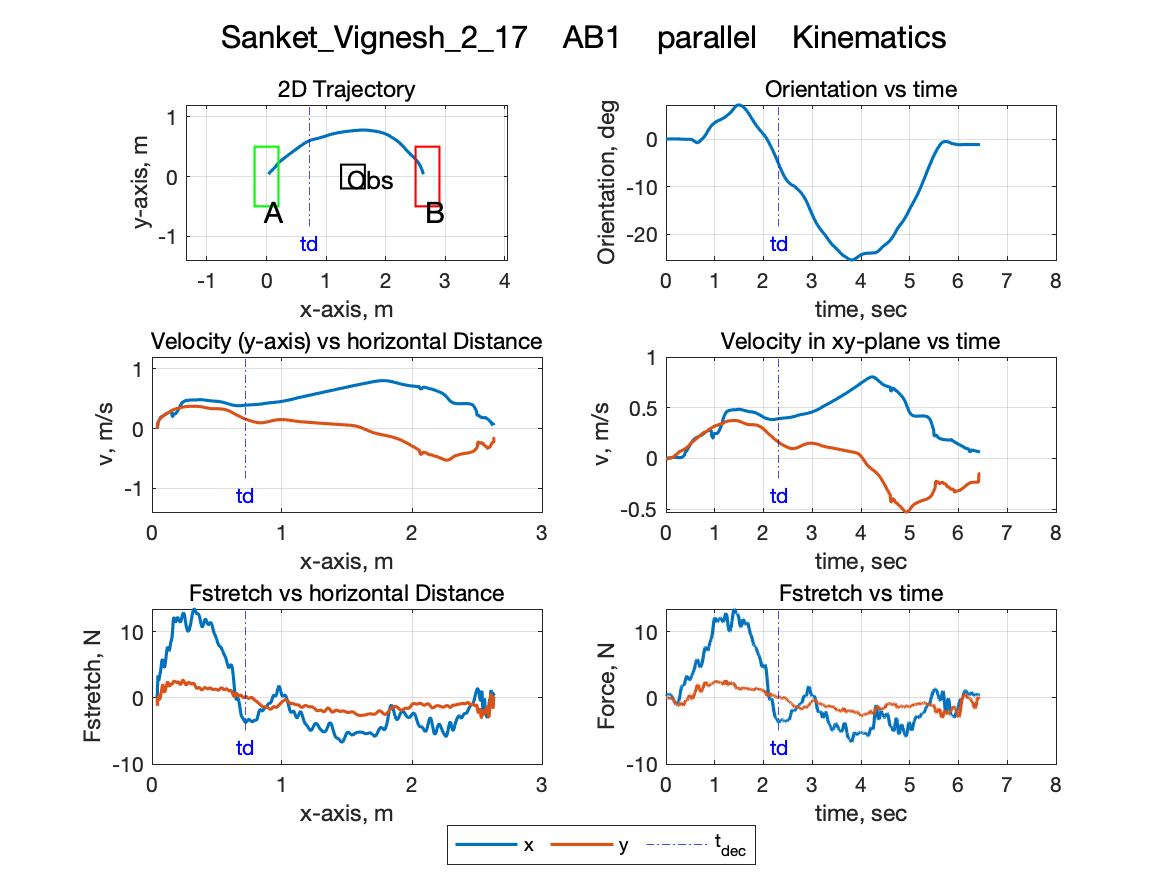 Sanket_Vignesh_2_17 AB1 parallel Kinematics
2D Trajectory
y-axis, m
1
0
-1
A
B
Obs
td
-1 0 1 2 3 4
x-axis, m
Orientation vs time
Orientation, deg
0
-10
-20
td
0 1 2 3 4 5 6 7 8
time, sec
Velocity (y-axis) vs horizontal Distance
v, m/s
1
0
-1
td
0 1 2 3
x-axis, m
Velocity in xy-plane vs time
v, m/s
1
0.5
0
-0.5
td
0 1 2 3 4 5 6 7 8
time, sec
Fstretch vs horizontal Distance
Fstretch, N
10
0
-10
td
0 1 2 3
x-axis, m
Fstretch vs time
Force, N
10
0
-10
td
0 1 2 3 4 5 6 7 8
time, sec
x y tdec